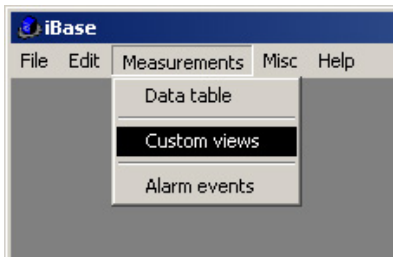 iBase
File Edit Measurements Misc Help
Data table
Custom views
Alarm events